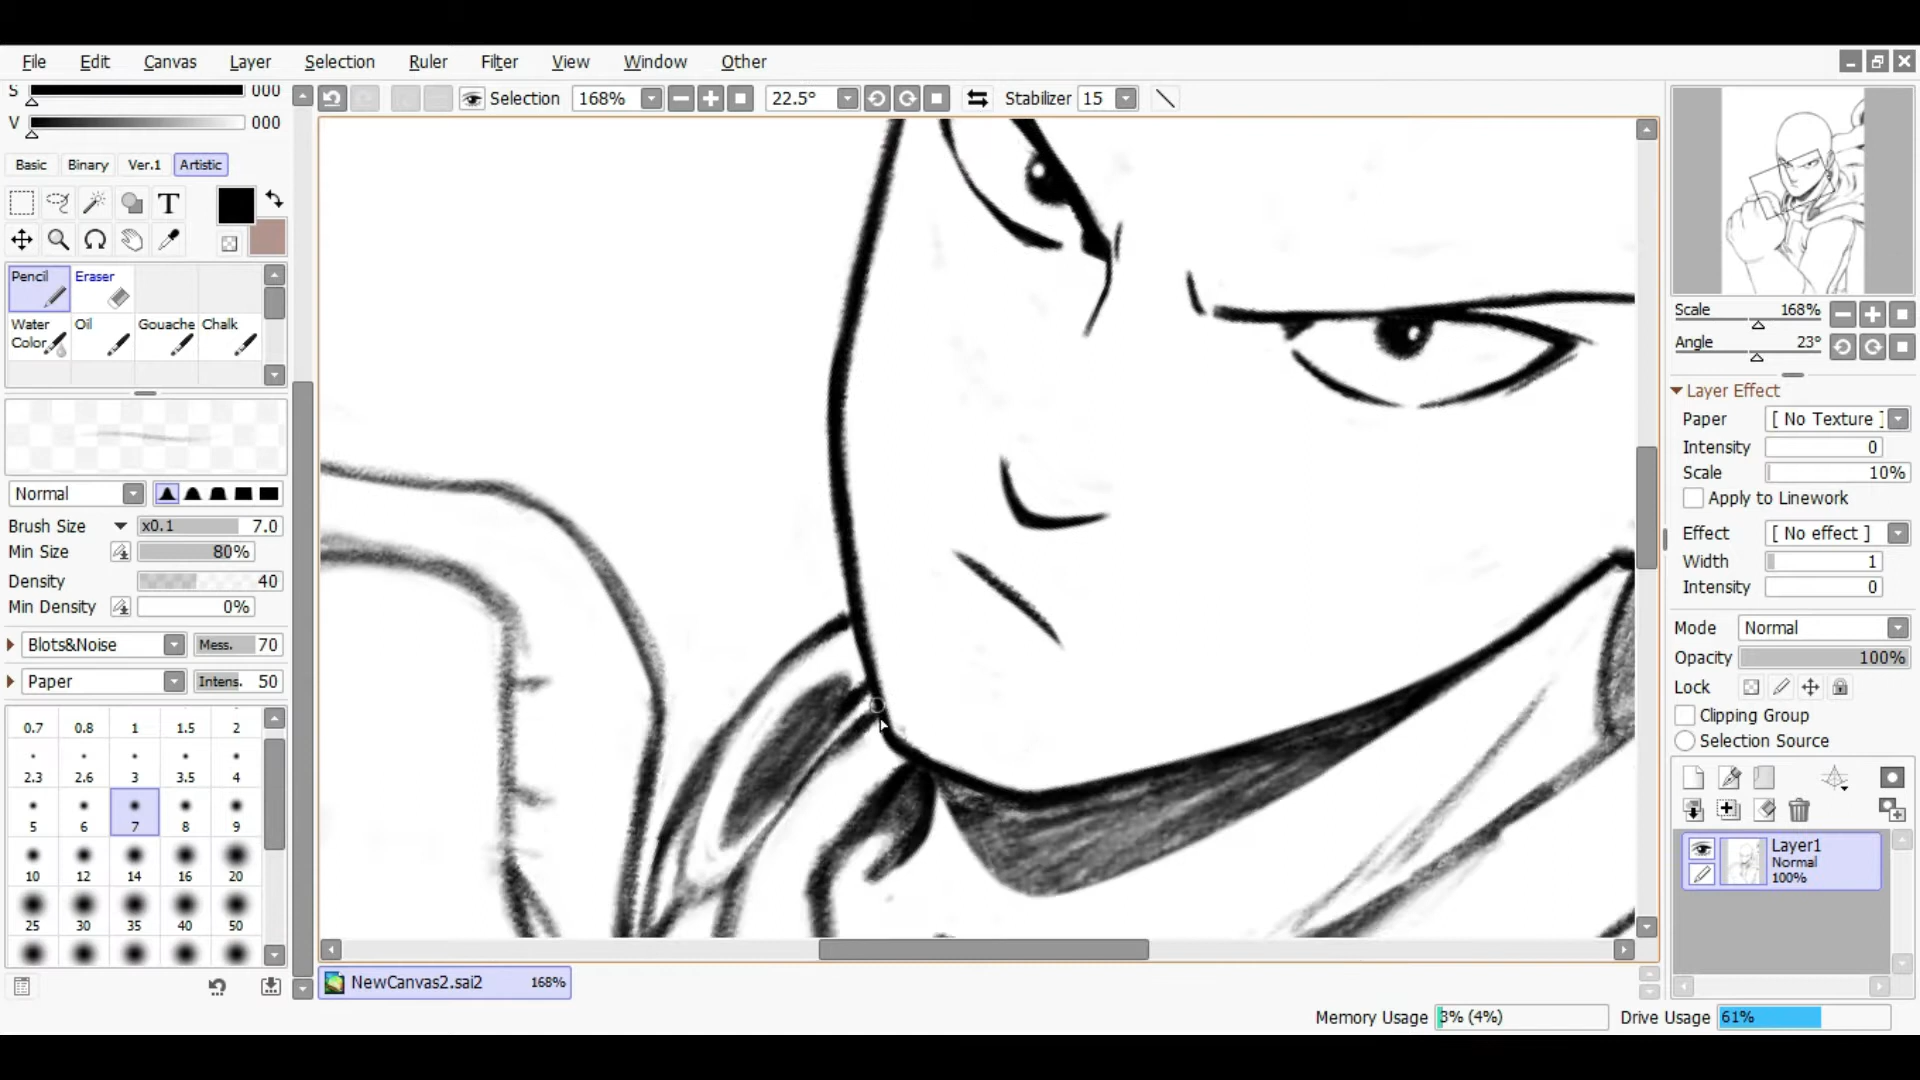 File Edit Canvas Layer Selection Ruler Filter View Window Other
S 000
V 000
Selection 168% 22.5° Stabilizer 15
Basic Binary Ver.1 Artistic
T
Pencil Eraser
Water Color Oil Gouache Chalk
Normal
Brush Size x0.1 7.0
Min Size 80%
Density 40
Min Density 0%
Blots&Noise Mess. 70
Paper Intens. 50
0.7 0.8 1 1.5 2
2.3 2.6 3 3.5 4
5 6 7 8 9
10 12 14 16 20
25 30 35 40 50
NewCanvas2.sai2 168%
Scale 168%
Angle 23°
Layer Effect
Paper [ No Texture ]
Intensity 0
Scale 10%
Apply to Linework
Effect [ No effect ]
Width 1
Intensity 0
Mode Normal
Opacity 100%
Lock
Clipping Group
Selection Source
Layer1
Normal
100%
Memory Usage 3% (4%) Drive Usage 61%